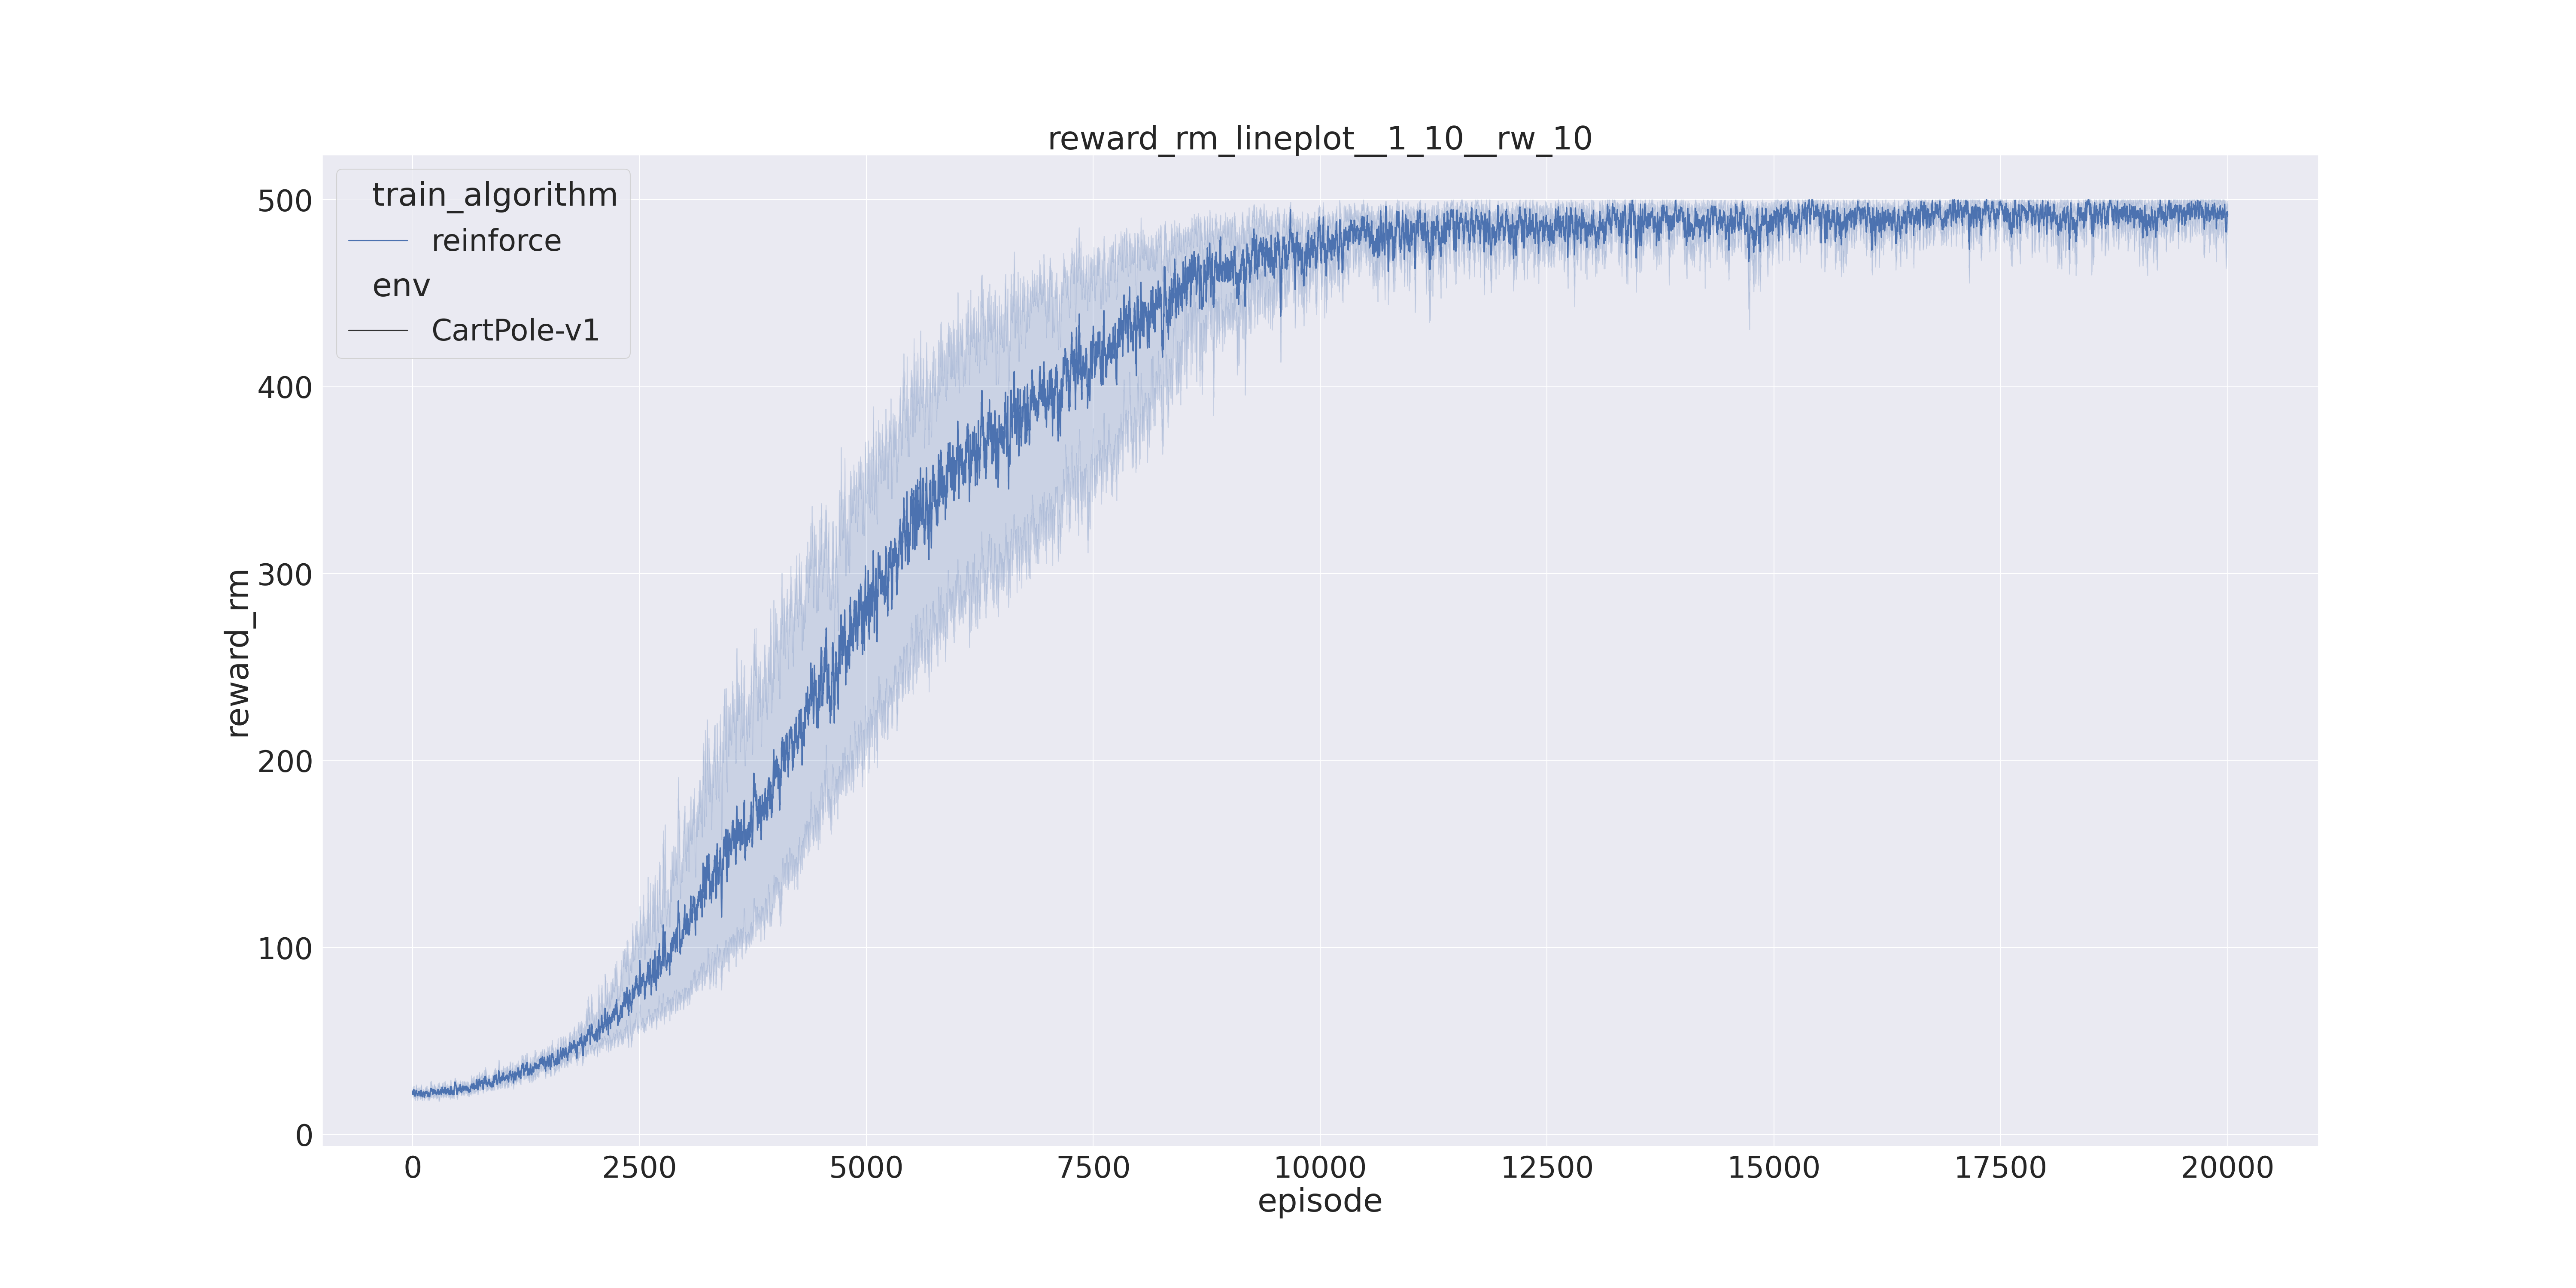 reward_rm_lineplot__1_10__rw_10
train_algorithm
reinforce
env
CartPole-v1
reward_rm
500
400
300
200
100
0
0 2500 5000 7500 10000 12500 15000 17500 20000
episode